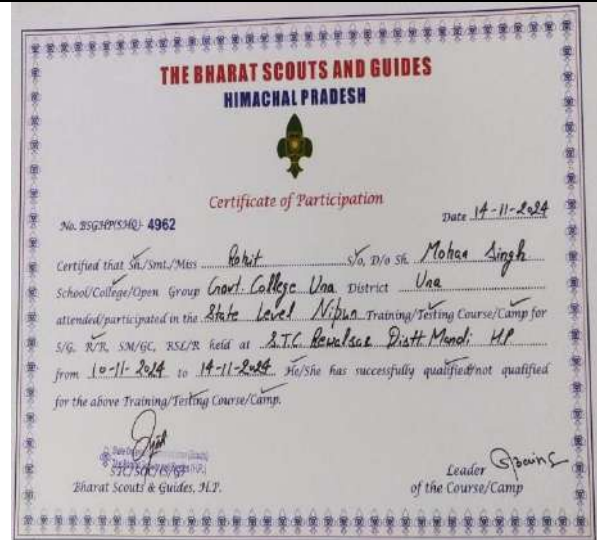 THE BHARAT SCOUTS AND GUIDES
HIMACHAL PRADESH
Certificate of Participation
No. BSGHP(SHQ)- 4962 Date 14-11-2024
Certified that Sh./Smt./Miss Rohit S/o, D/o Sh. Mohan Singh
School/College/Open Group Govt. College Una District Una
attended/participated in the State Level Nipun Training/Testing Course/Camp for
S/G, R/R, SM/GC, RSL/R held at S.T.C. Rewalsar Distt. Mandi HP
from 10-11-2024 to 14-11-2024 He/She has successfully qualified/not qualified
for the above Training/Testing Course/Camp.
Bharat Scouts & Guides, H.P.
Leader
of the Course/Camp